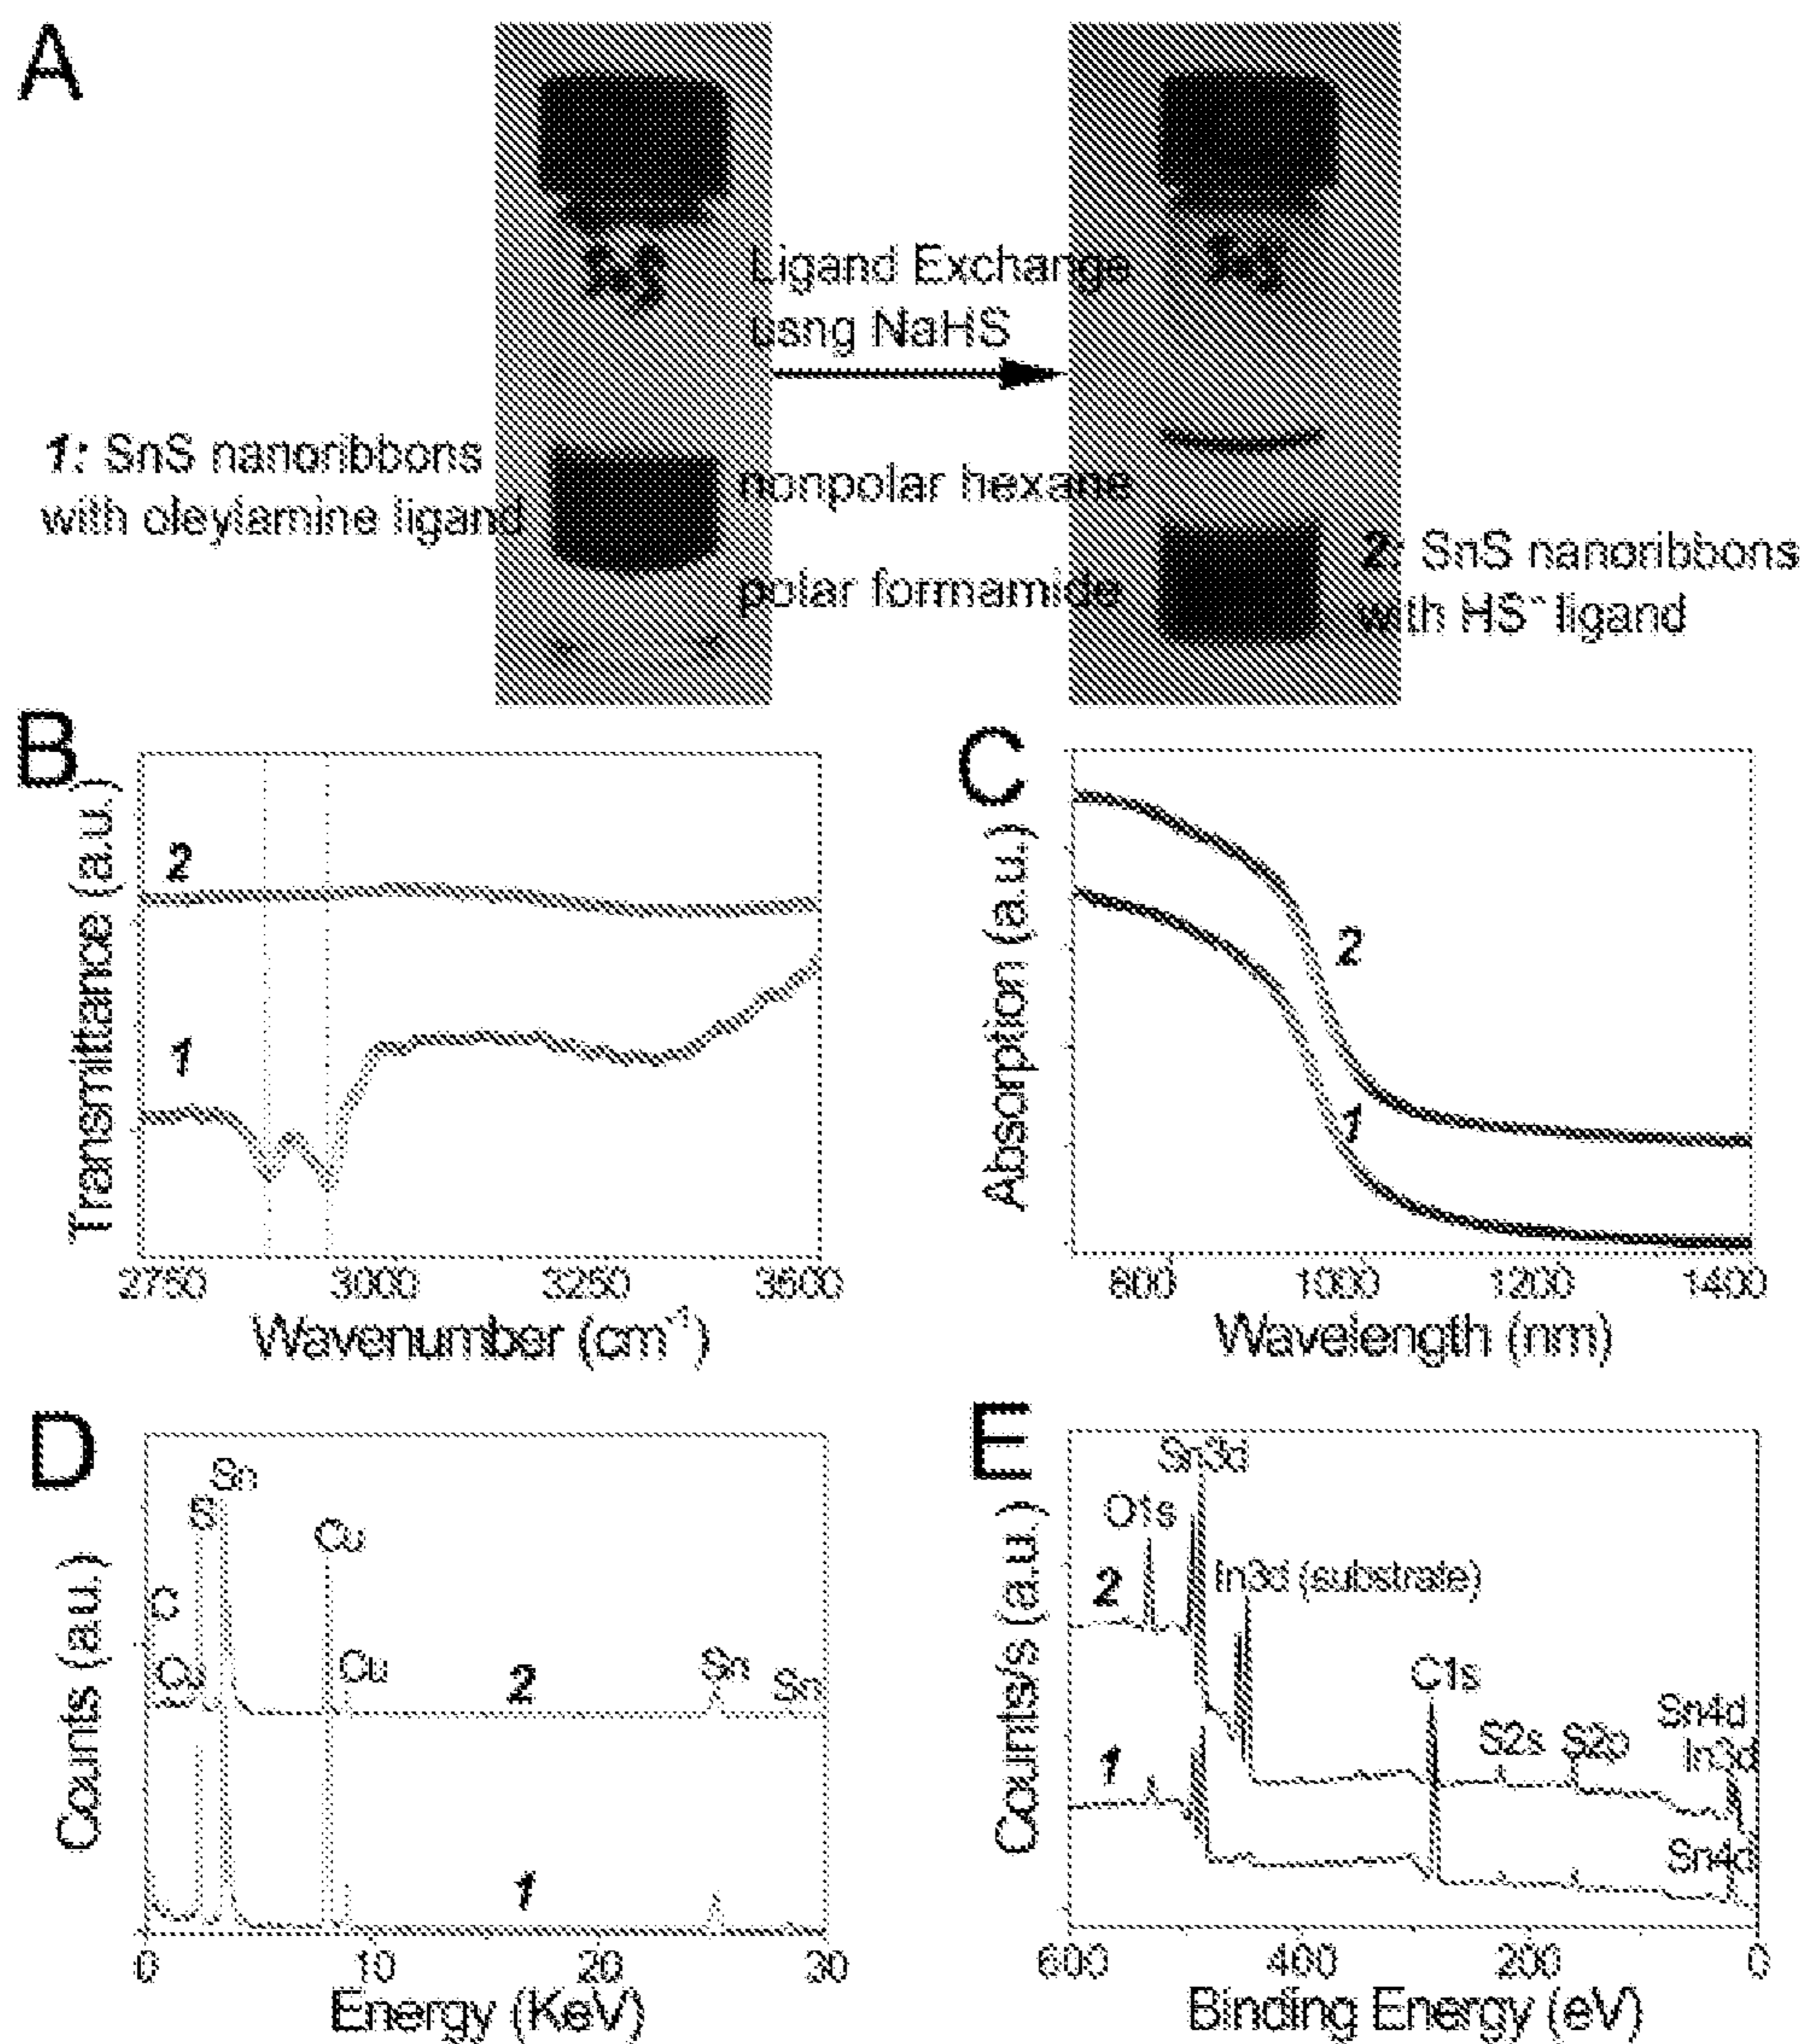 A
SnS
SnS
Ligand Exchange
usng NaHS
1: SnS nanoribbons
with oleylamine ligand
nonpolar hexane
polar formamide
2: SnS nanoribbons
with HS⁻ ligand
B
Transmittance (a.u.)
2
1
2750 3000 3250 3500
Wavenumber (cm⁻¹)
C
Absorption (a.u.)
2
1
800 1000 1200 1400
Wavelength (nm)
D
Counts (a.u.)
Sn
S
Cu
C
Cu
Cu
2
Sn
Sn
1
0 10 20 30
Energy (KeV)
E
Counts/s (a.u.)
Sn3d
O1s
2
In3d (substrate)
C1s
S2s
S2p
Sn4d
In3d
1
Sn4d
600 400 200 0
Binding Energy (eV)